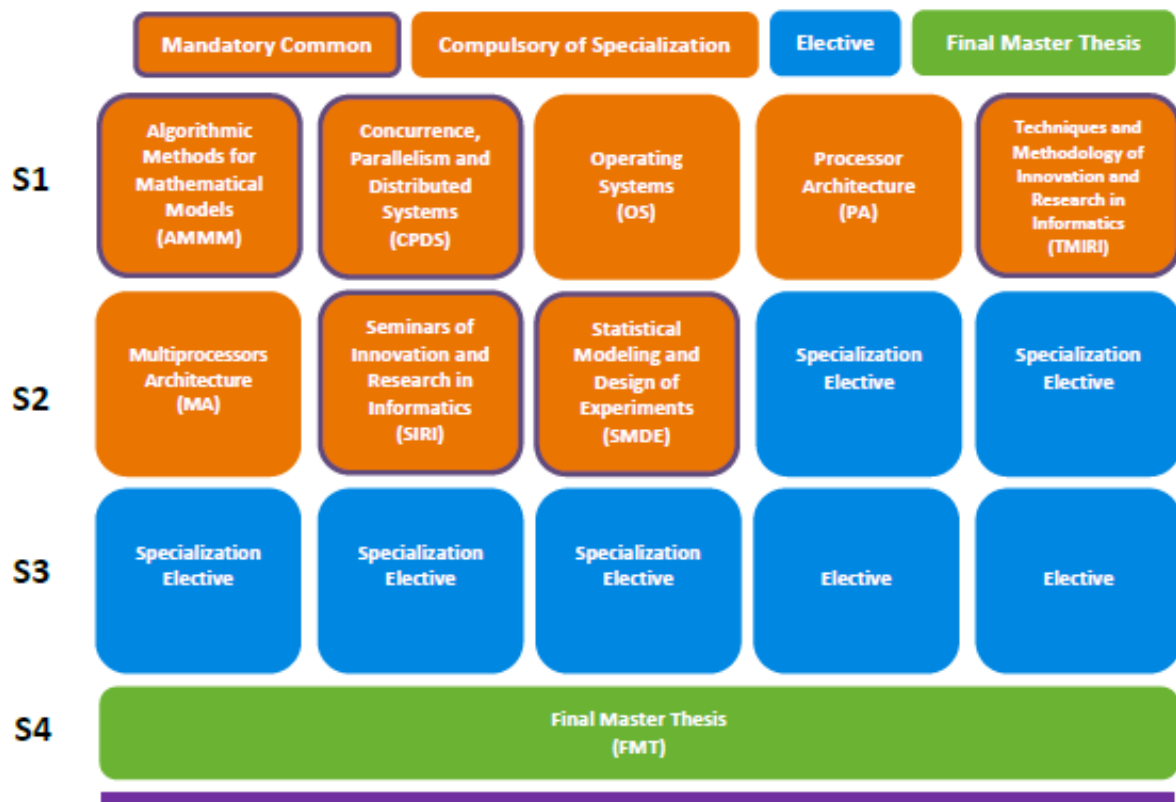 Mandatory Common
Compulsory of Specialization
Elective
Final Master Thesis
S1
Algorithmic
Methods for
Mathematical
Models
(AMMM)
Concurrence,
Parallelism and
Distributed
Systems
(CPDS)
Operating
Systems
(OS)
Processor
Architecture
(PA)
Techniques and
Methodology of
Innovation and
Research in
Informatics
(TMIRI)
S2
Multiprocessors
Architecture
(MA)
Seminars of
Innovation and
Research in
Informatics
(SIRI)
Statistical
Modeling and
Design of
Experiments
(SMDE)
Specialization
Elective
Specialization
Elective
S3
Specialization
Elective
Specialization
Elective
Specialization
Elective
Elective
Elective
S4
Final Master Thesis
(FMT)